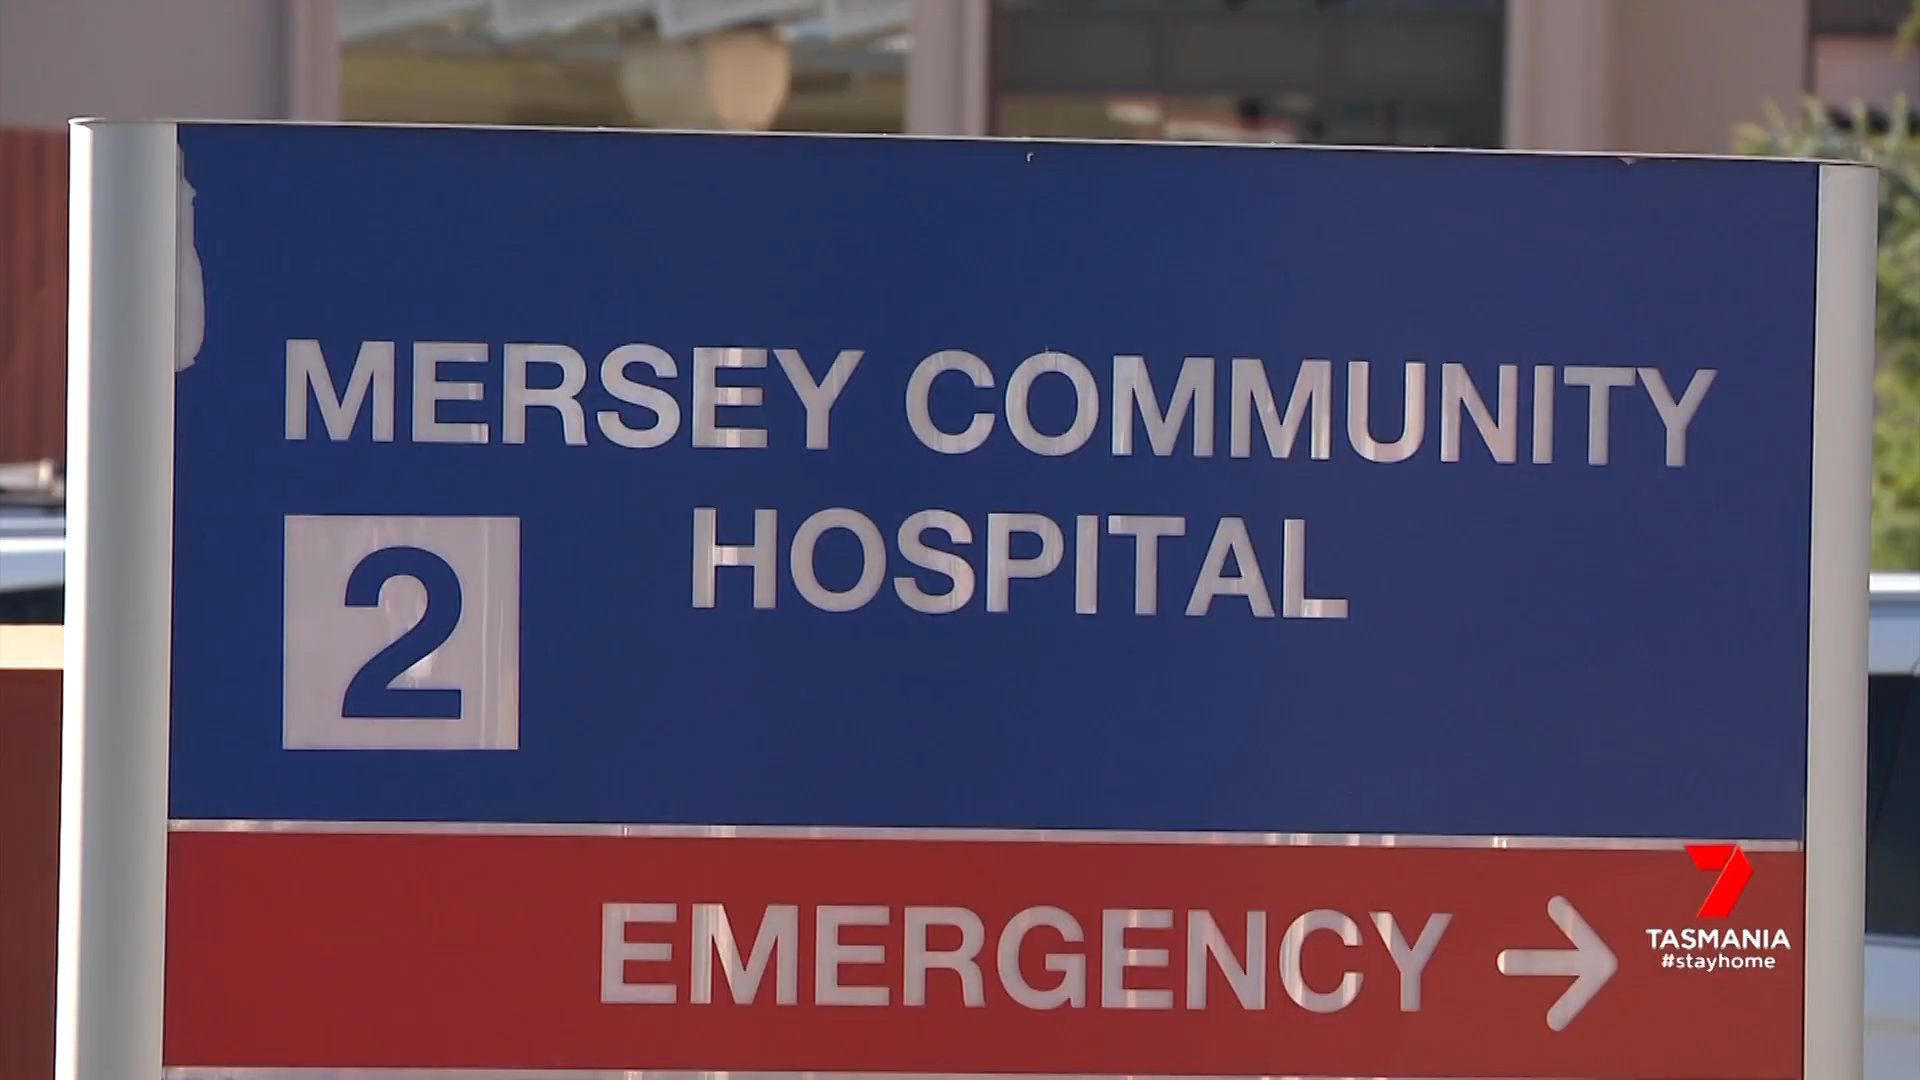 MERSEY COMMUNITY
HOSPITAL
2
EMERGENCY →
7
TASMANIA
#stayhome